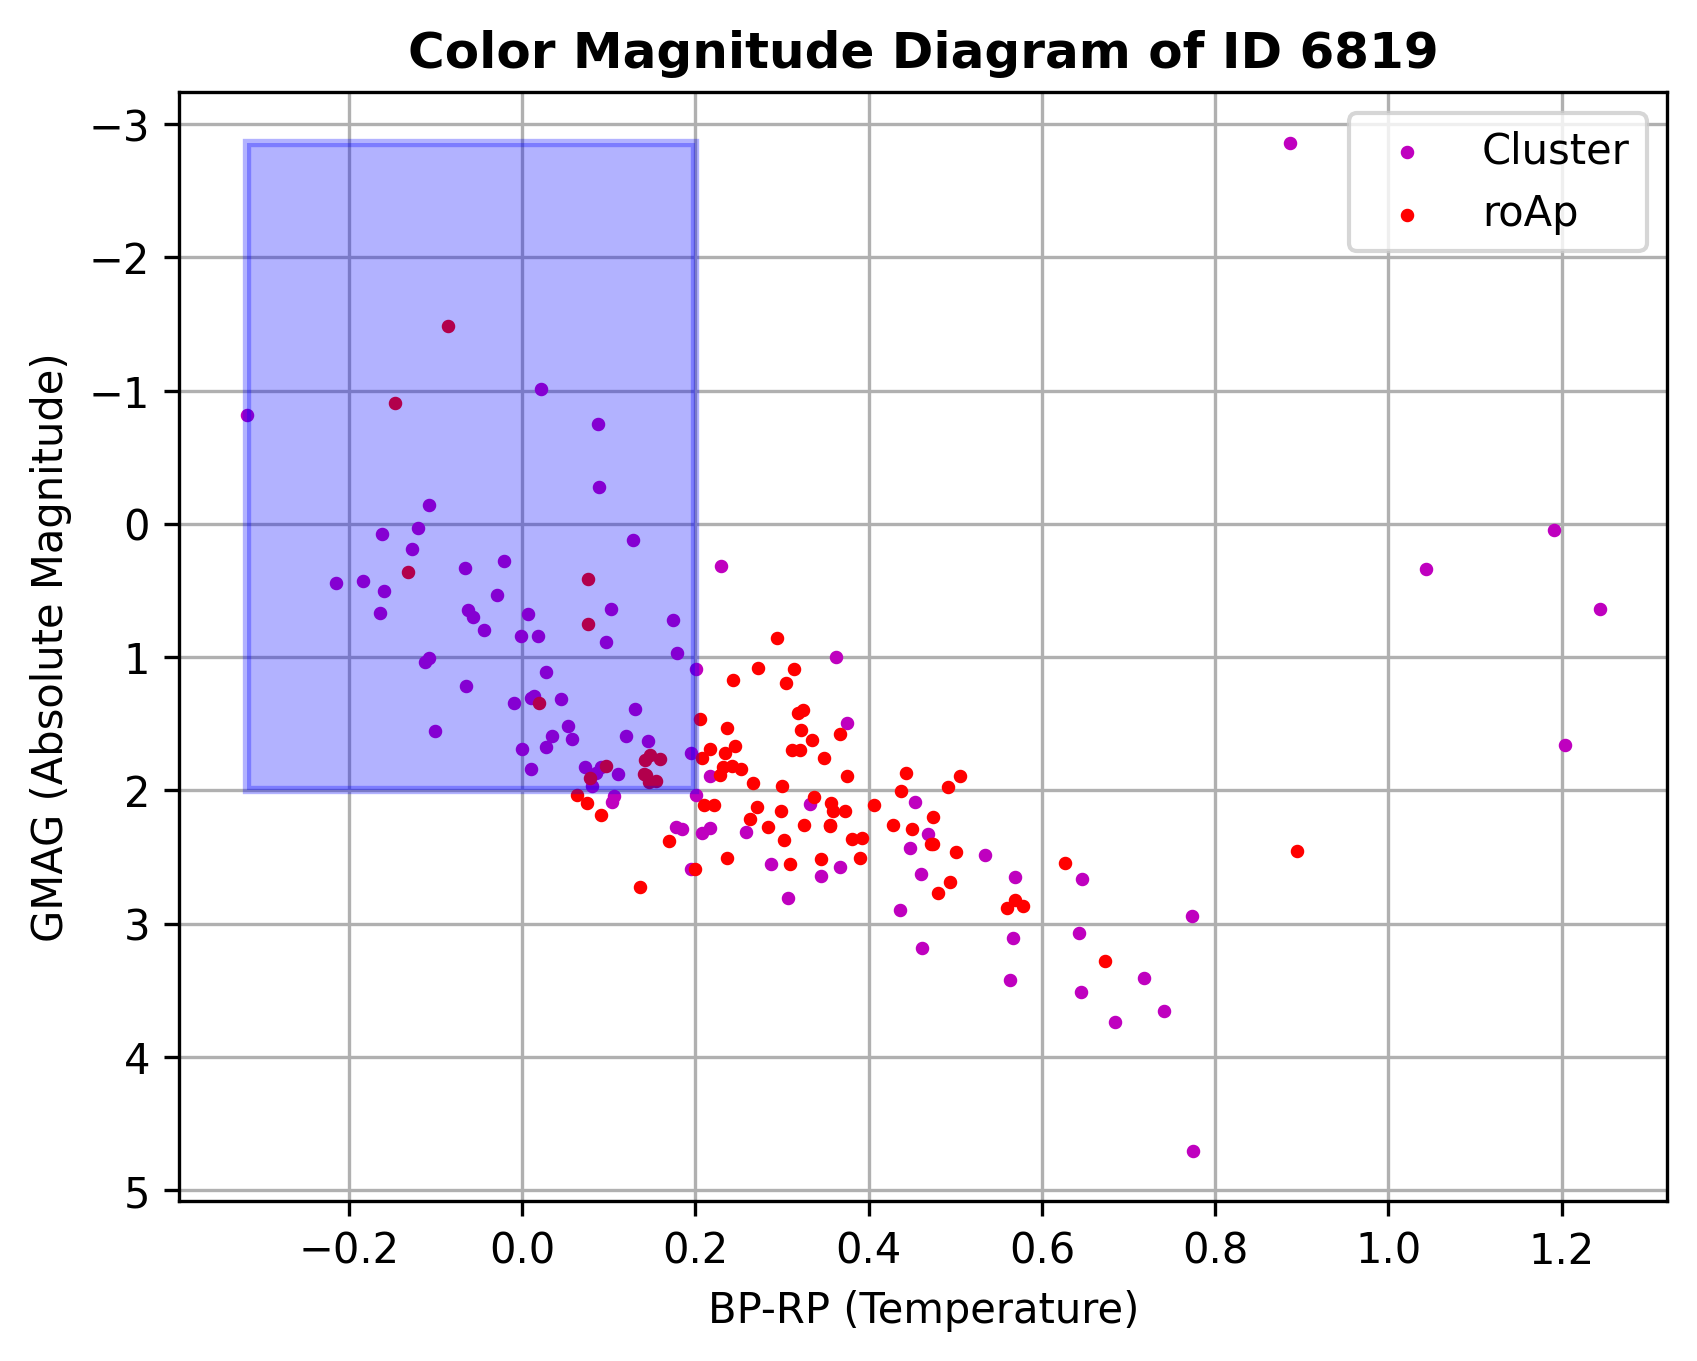 Color Magnitude Diagram of ID 6819
−3
−2
−1
0
1
2
3
4
5
GMAG (Absolute Magnitude)
Cluster
roAp
−0.2 0.0 0.2 0.4 0.6 0.8 1.0 1.2
BP-RP (Temperature)